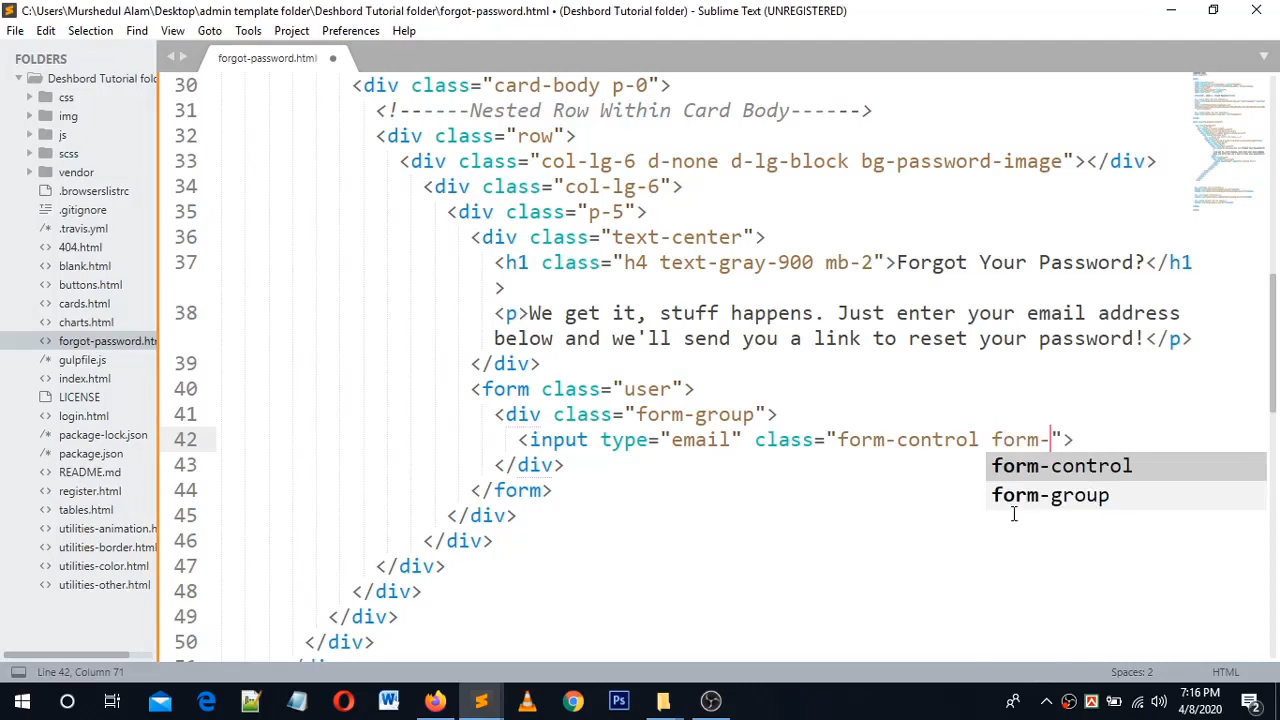 C:\Users\Murshedul Alam\Desktop\admin template folder\Deshbord Tutorial folder\forgot-password.html • (Deshbord Tutorial folder) - Sublime Text (UNREGISTERED)
File Edit Selection Find View Goto Tools Project Preferences Help
FOLDERS
Deshbord Tutorial fold
css
img
js
scss
vendor
.browserslistrc
.gitignore
.travis.yml
404.html
blank.html
buttons.html
cards.html
charts.html
forgot-password.htm
gulpfile.js
index.html
LICENSE
login.html
package-lock.json
package.json
README.md
register.html
tables.html
utilities-animation.h
utilities-border.html
utilities-color.html
utilities-other.html
forgot-password.html
30 <div class="card-body p-0">
31 <!------Nested Row Within Card Body------>
32 <div class="row">
33 <div class="col-lg-6 d-none d-lg-block bg-password-image"></div>
34 <div class="col-lg-6">
35 <div class="p-5">
36 <div class="text-center">
37 <h1 class="h4 text-gray-900 mb-2">Forgot Your Password?</h1
>
38 <p>We get it, stuff happens. Just enter your email address
below and we'll send you a link to reset your password!</p>
39 </div>
40 <form class="user">
41 <div class="form-group">
42 <input type="email" class="form-control form-">
form-control
form-group
43 </div>
44 </form>
45 </div>
46 </div>
47 </div>
48 </div>
49 </div>
50 </div>
Line 42, Column 71
Spaces: 2
HTML
7:16 PM
4/8/2020
2